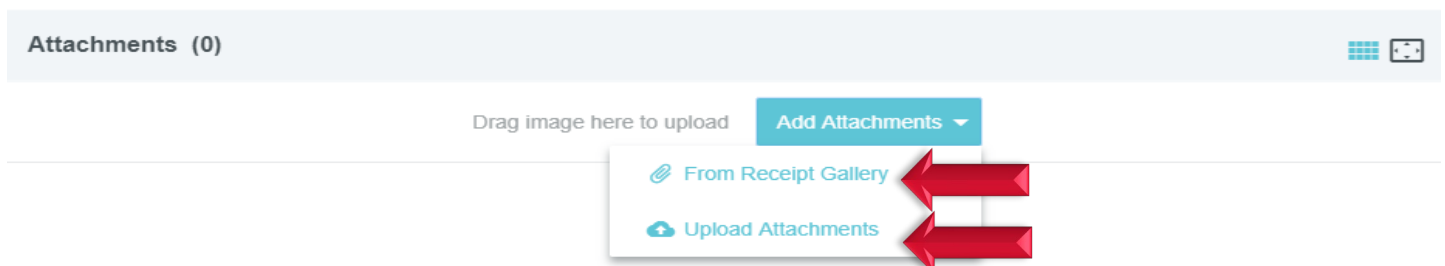 Attachments (0)
Drag image here to upload Add Attachments
From Receipt Gallery
Upload Attachments